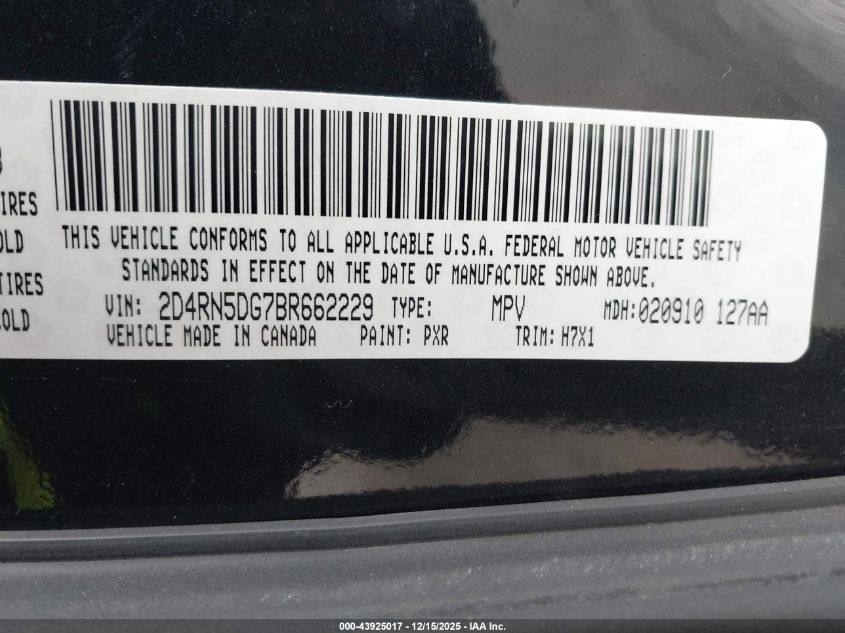 IRES
OLD
TIRES
COLD
THIS VEHICLE CONFORMS TO ALL APPLICABLE U.S.A. FEDERAL MOTOR VEHICLE SAFETY
STANDARDS IN EFFECT ON THE DATE OF MANUFACTURE SHOWN ABOVE.
VIN: 2D4RN5DG7BR662229 TYPE: MPV MDH:020910 127AA
VEHICLE MADE IN CANADA PAINT: PXR TRIM: H7X1
000-43925017 - 12/15/2025 - IAA Inc.